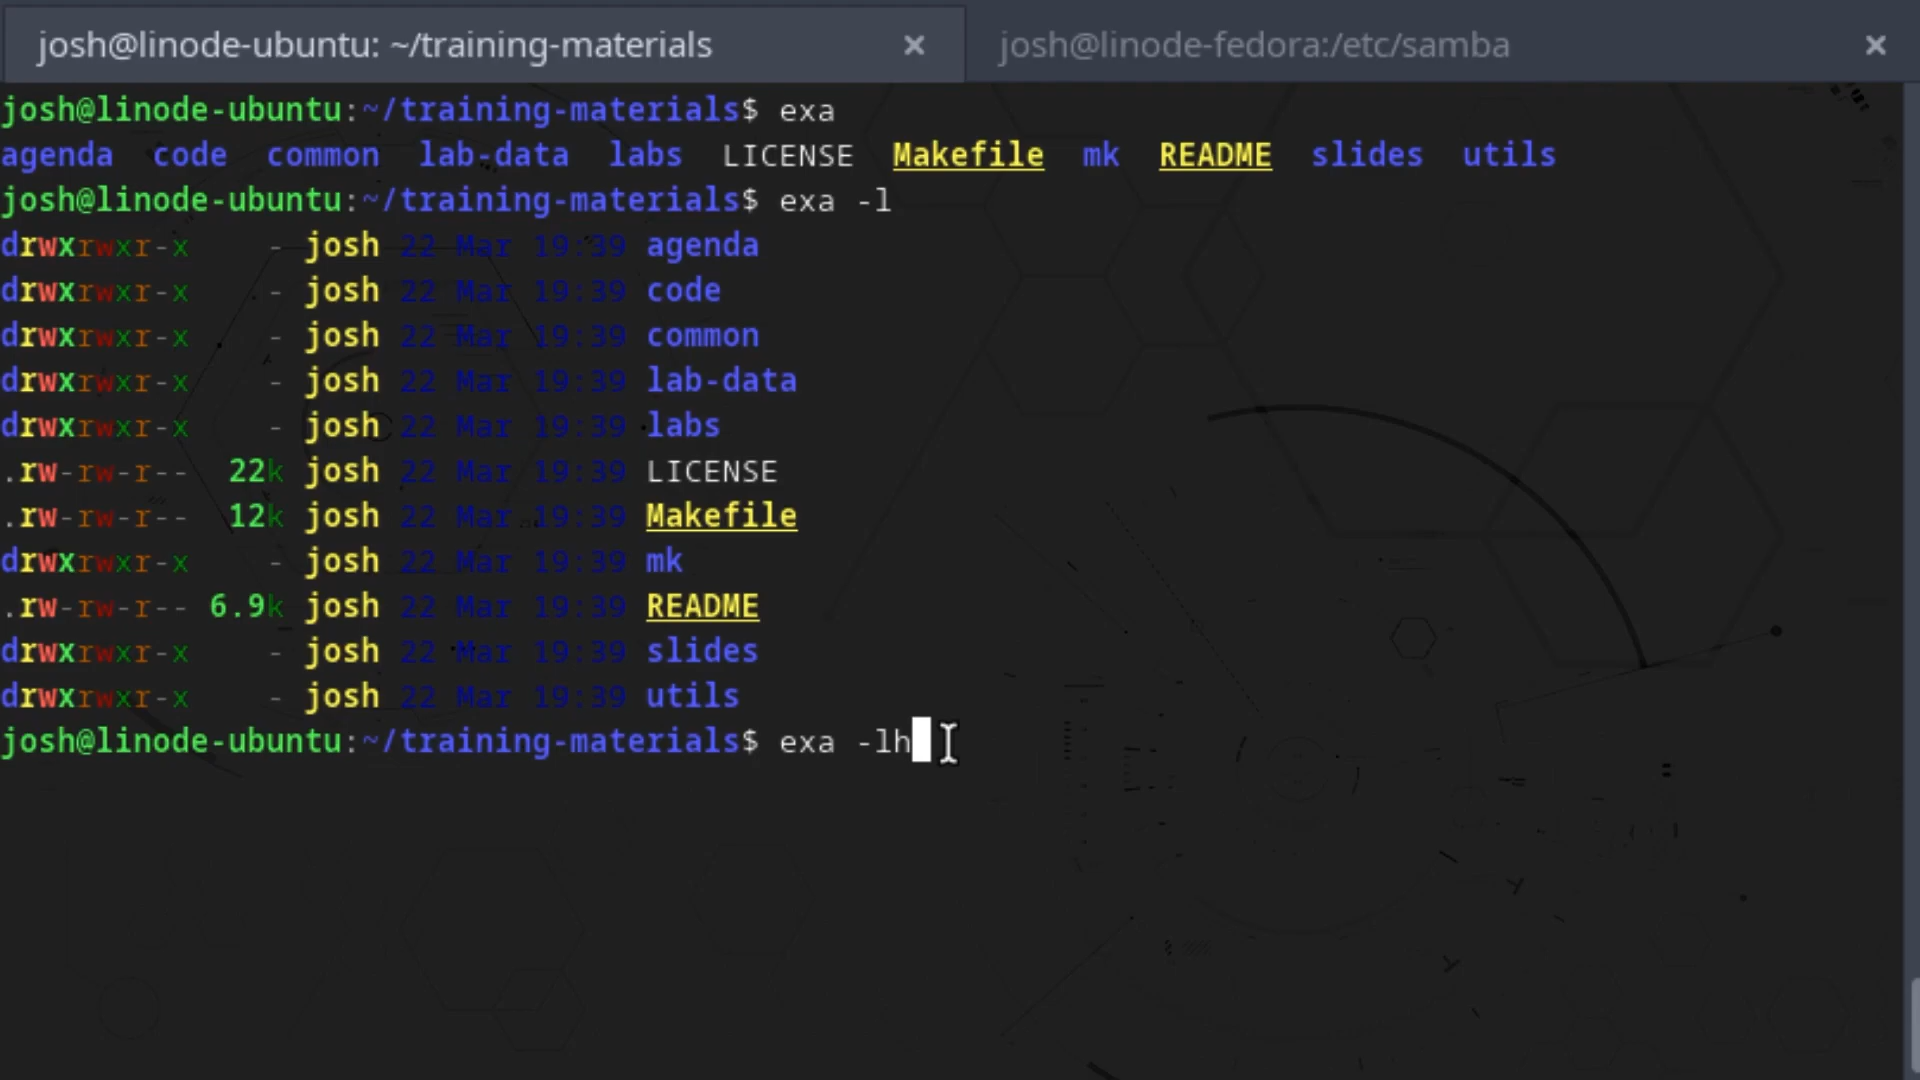 josh@linode-ubuntu: ~/training-materials × josh@linode-fedora:/etc/samba ×
josh@linode-ubuntu:~/training-materials$ exa
agenda code common lab-data labs LICENSE Makefile mk README slides utils
josh@linode-ubuntu:~/training-materials$ exa -l
drwxrwxr-x - josh 22 Mar 19:39 agenda
drwxrwxr-x - josh 22 Mar 19:39 code
drwxrwxr-x - josh 22 Mar 19:39 common
drwxrwxr-x - josh 22 Mar 19:39 lab-data
drwxrwxr-x - josh 22 Mar 19:39 labs
.rw-rw-r-- 22k josh 22 Mar 19:39 LICENSE
.rw-rw-r-- 12k josh 22 Mar 19:39 Makefile
drwxrwxr-x - josh 22 Mar 19:39 mk
.rw-rw-r-- 6.9k josh 22 Mar 19:39 README
drwxrwxr-x - josh 22 Mar 19:39 slides
drwxrwxr-x - josh 22 Mar 19:39 utils
josh@linode-ubuntu:~/training-materials$ exa -lh